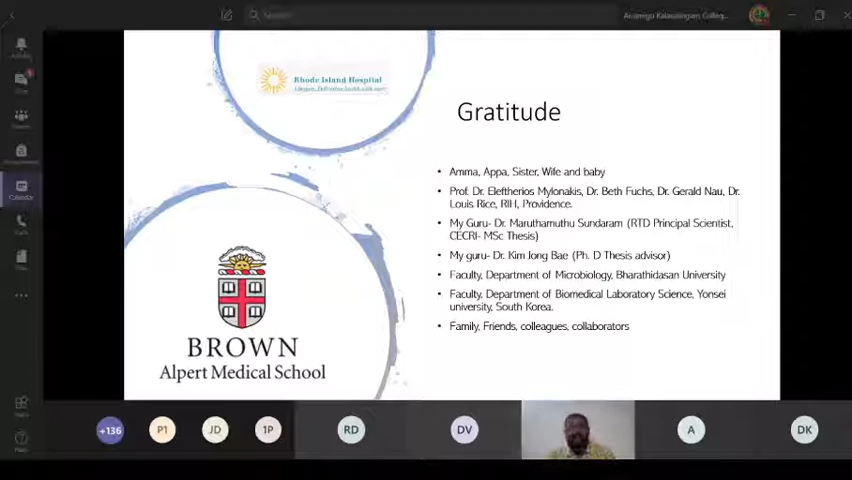 Search
Rhode Island Hospital
Gratitude
• Amma, Appa, Sister, Wife and baby
• Prof. Dr. Eleftherios Mylonakis, Dr. Beth Fuchs, Dr. Gerald Nau, Dr.
Louis Rice, RIH, Providence.
• My Guru- Dr. Maruthamuthu Sundaram (RTD Principal Scientist,
CECRI- MSc Thesis)
• My guru- Dr. Kim Jong Bae (Ph. D Thesis advisor)
• Faculty, Department of Microbiology, Bharathidasan University
• Faculty, Department of Biomedical Laboratory Science, Yonsei
university, South Korea.
• Family, Friends, colleagues, collaborators
BROWN
Alpert Medical School
Calendar
+136
P1
JD
1P
RD
DV
A
DK